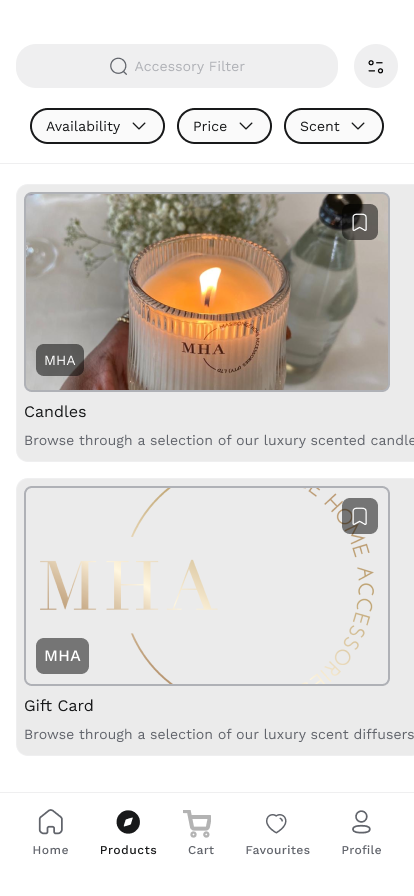 Accessory Filter
Availability
Price
Scent
MHA
MHA
Candles
Browse through a selection of our luxury scented candle
E HOME ACCESSORI
MHA
MHA
Gift Card
Browse through a selection of our luxury scent diffusers
Home
Products
Cart
Favourites
Profile